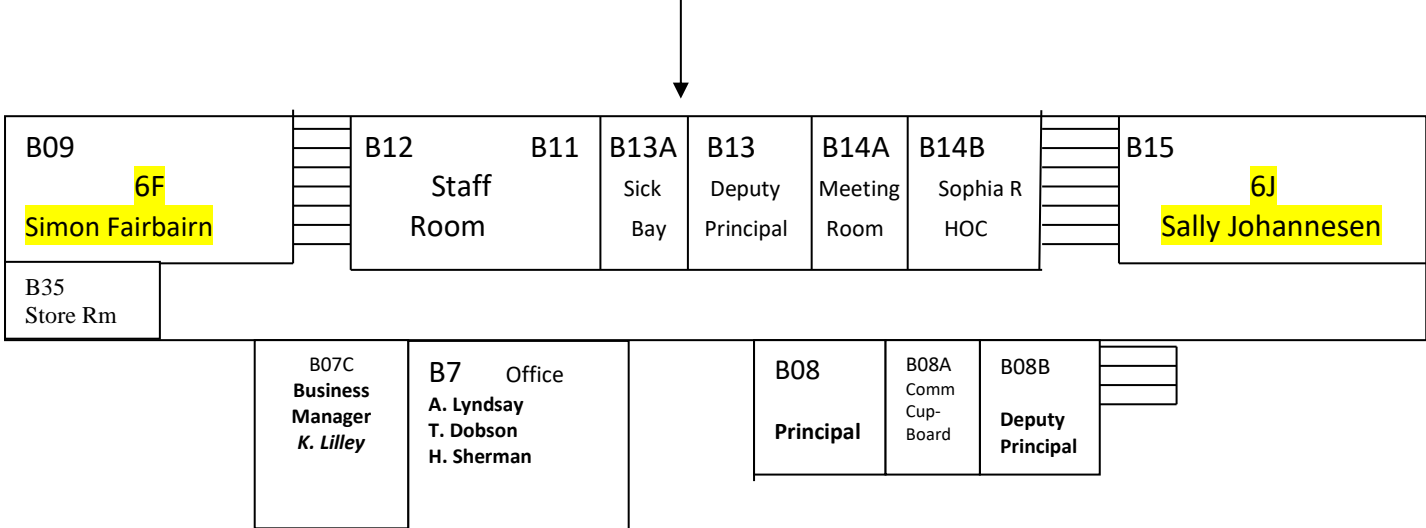 B09
6F
Simon Fairbairn
B12 B11
Staff
Room
B13A
Sick
Bay
B13
Deputy
Principal
B14A
Meeting
Room
B14B
Sophia R
HOC
B15
6J
Sally Johannesen
B35
Store Rm
B07C
Business
Manager
K. Lilley
B7 Office
A. Lyndsay
T. Dobson
H. Sherman
B08
Principal
B08A
Comm
Cup-
Board
B08B
Deputy
Principal